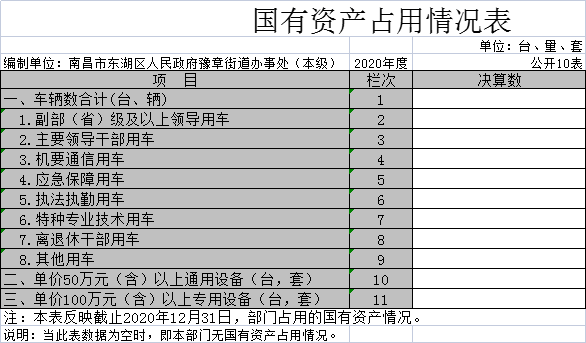 国有资产占用情况表
单位：台、量、套
编制单位：南昌市东湖区人民政府豫章街道办事处（本级） 2020年度 公开10表
项 目 栏次 决算数
一、车辆数合计(台、辆) 1
1.副部（省）级及以上领导用车 2
2.主要领导干部用车 3
3.机要通信用车 4
4.应急保障用车 5
5.执法执勤用车 6
6.特种专业技术用车 7
7.离退休干部用车 8
8.其他用车 9
二、单价50万元（含）以上通用设备（台，套） 10
三、单价100万元（含）以上专用设备（台，套） 11
注：本表反映截止2020年12月31日，部门占用的国有资产情况。
说明：当此表数据为空时，即本部门无国有资产占用情况。